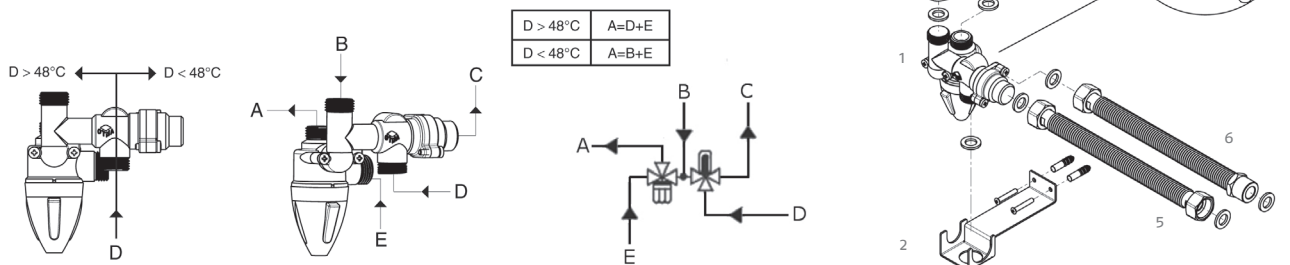 D > 48°C
D < 48°C
D
B
A
C
D
E
D > 48°C A=D+E
D < 48°C A=B+E
B
C
A
D
E
1
2
5
6